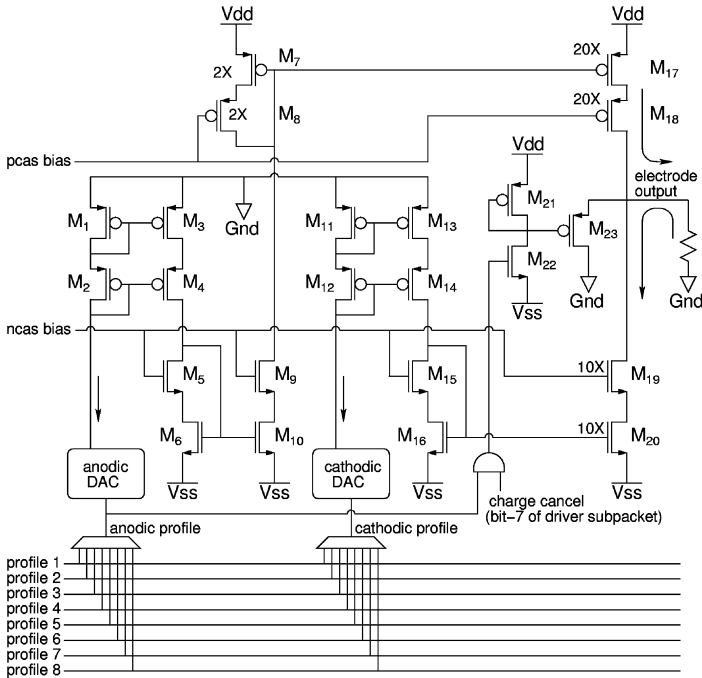 Vdd
Vdd
M7
20X
2X
M17
20X
2X
M8
M18
pcas bias
Vdd
electrode
output
M1
M3
Gnd
M11
M13
M21
M23
M2
M4
M12
M14
M22
Gnd
Gnd
Vss
ncas bias
M5
M9
M15
10X
M19
M6
M10
M16
10X
M20
anodic
DAC
cathodic
DAC
Vss
Vss
Vss
Vss
charge cancel
(bit-7 of driver subpacket)
anodic profile
cathodic profile
profile 1
profile 2
profile 3
profile 4
profile 5
profile 6
profile 7
profile 8